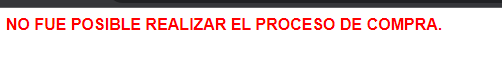 NO FUE POSIBLE REALIZAR EL PROCESO DE COMPRA.